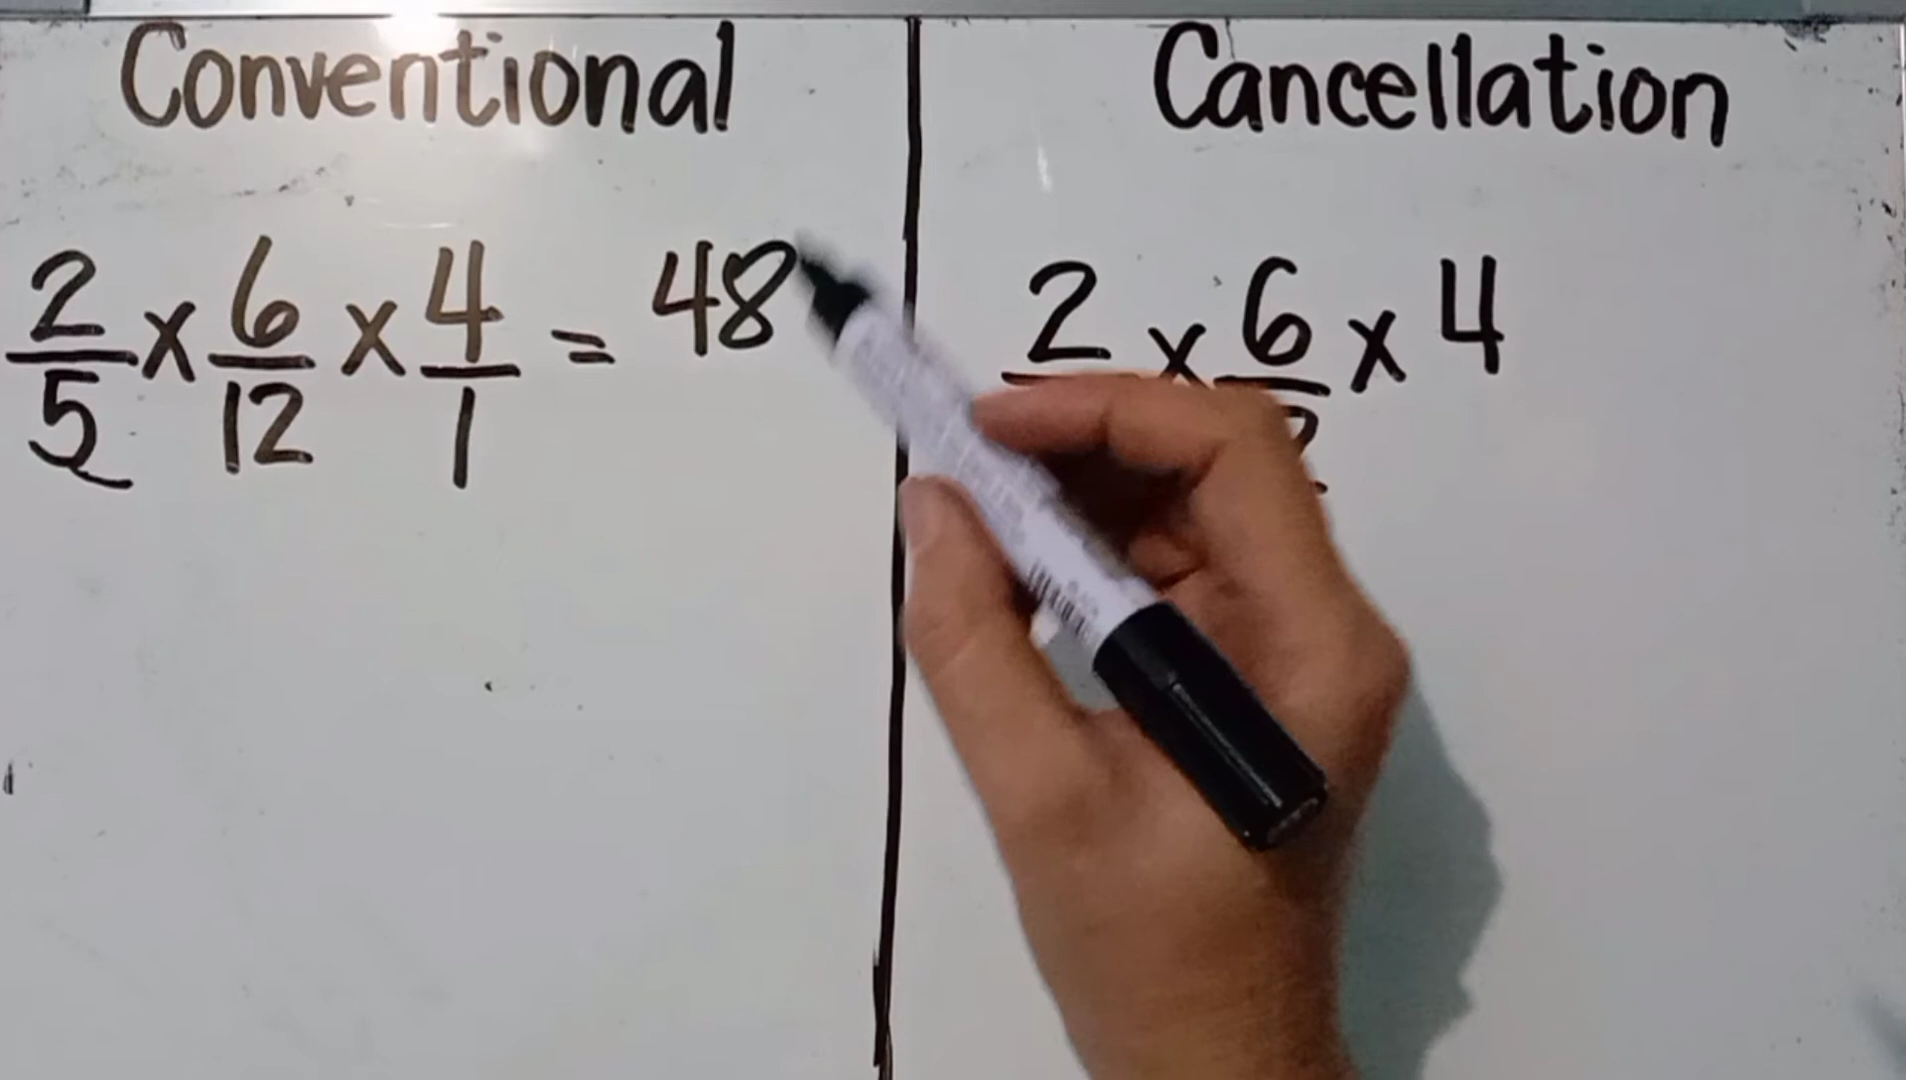 Conventional
Cancellation
2/5 x 6/12 x 4/1 = 48
2 x 6 x 4